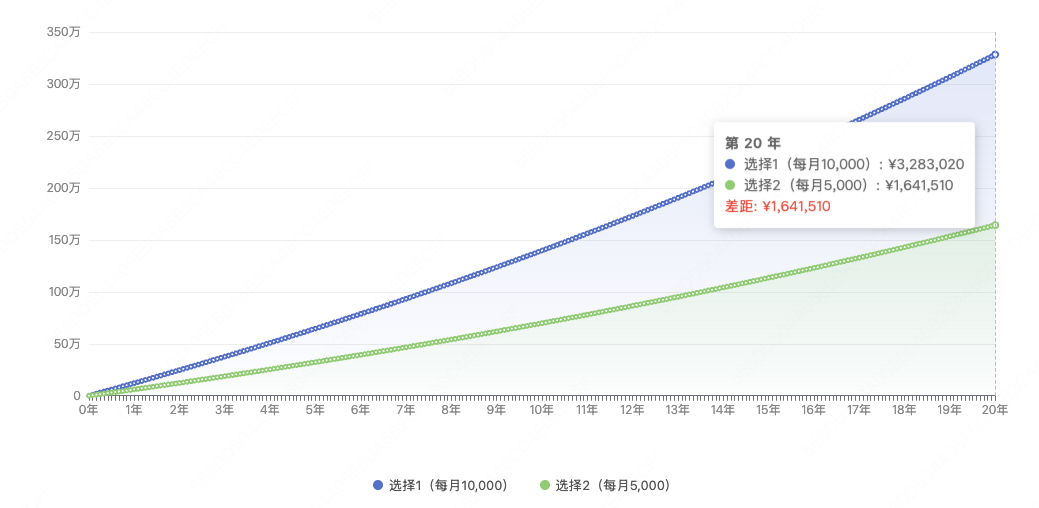 350万
300万
250万
200万
150万
100万
50万
0
第 20 年
选择1（每月10,000）: ¥3,283,020
选择2（每月5,000）: ¥1,641,510
差距: ¥1,641,510
0年 1年 2年 3年 4年 5年 6年 7年 8年 9年 10年 11年 12年 13年 14年 15年 16年 17年 18年 19年 20年
选择1（每月10,000） 选择2（每月5,000）